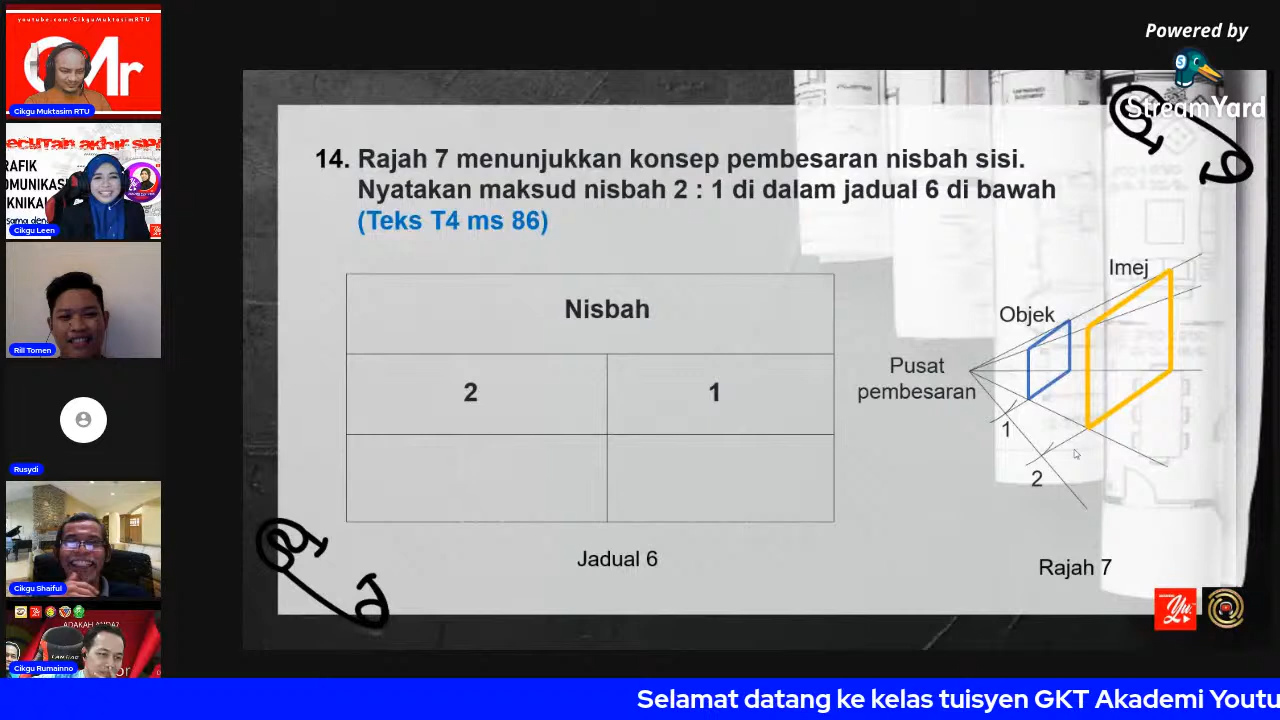 youtube.com/CikguMuktasimRTU
Cikgu Muktasim RTU
Cikgu Leen
Rill Tomen
Rusydi
Cikgu Shaiful
ADAKAH ANDA?
Cikgu Rumainno
Powered by
StreamYard
14. Rajah 7 menunjukkan konsep pembesaran nisbah sisi.
Nyatakan maksud nisbah 2 : 1 di dalam jadual 6 di bawah
(Teks T4 ms 86)
Nisbah
2 1
Jadual 6
Imej
Objek
Pusat
pembesaran
1
2
Rajah 7
Selamat datang ke kelas tuisyen GKT Akademi Youtu